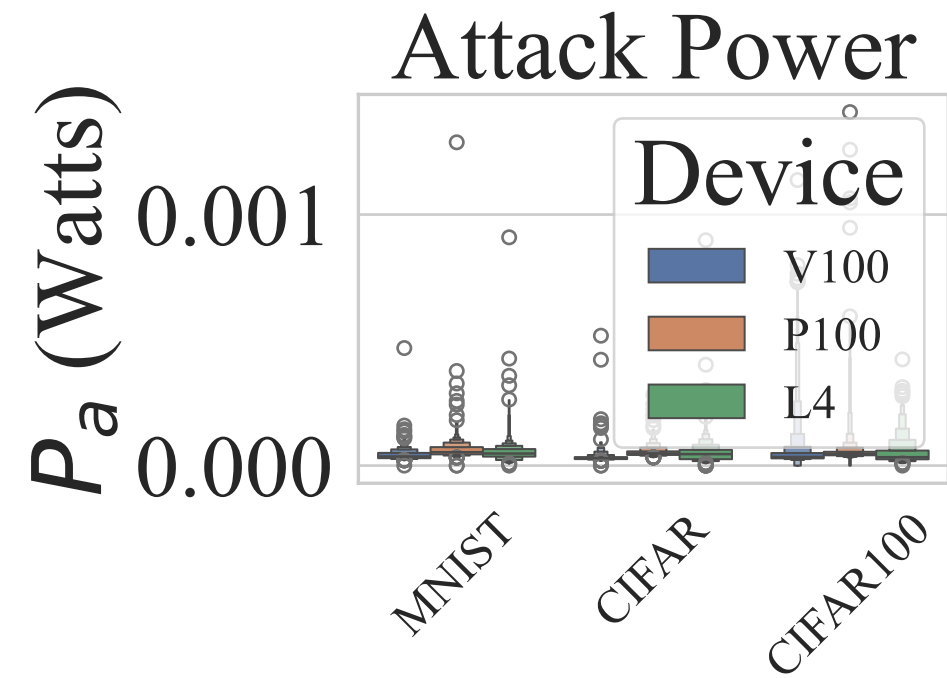 Attack Power
P_a (Watts)
0.001
0.000
Device
V100
P100
L4
MNIST
CIFAR
CIFAR100